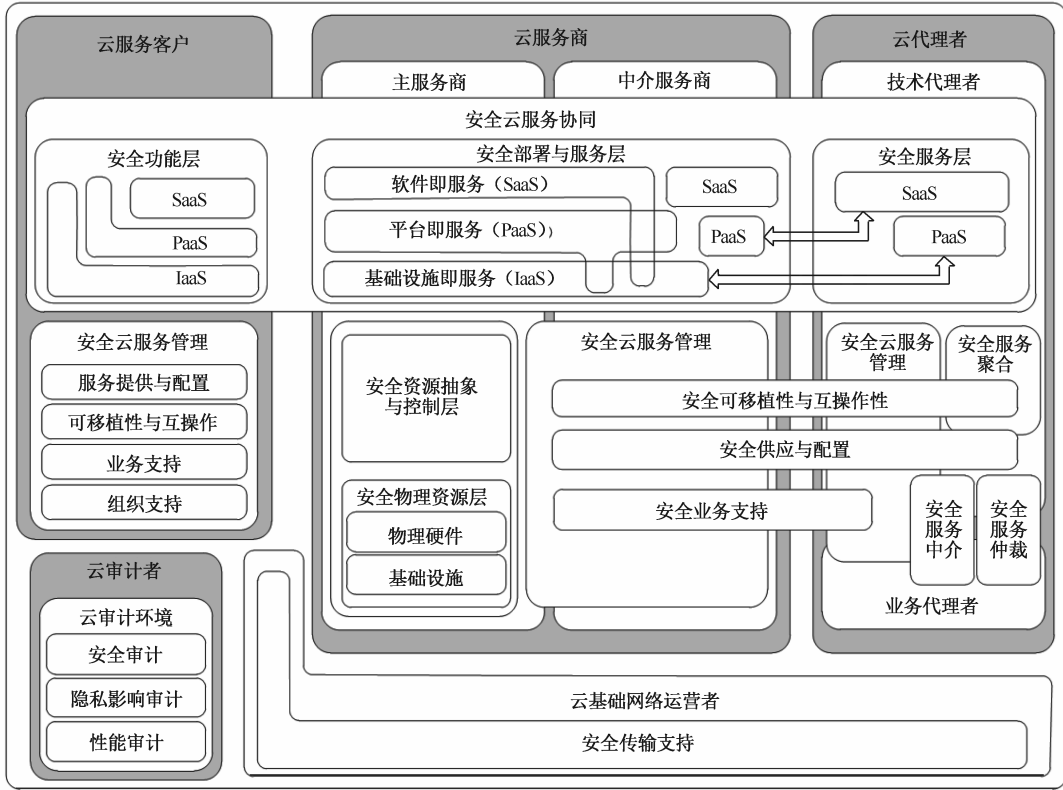 云服务客户
云服务商
云代理者
主服务商
中介服务商
技术代理者
安全云服务协同
安全功能层
SaaS
PaaS
IaaS
安全部署与服务层
软件即服务（SaaS）
平台即服务（PaaS））
基础设施即服务（IaaS）
SaaS
PaaS
安全服务层
SaaS
PaaS
安全云服务管理
服务提供与配置
可移植性与互操作
业务支持
组织支持
安全资源抽象
与控制层
安全物理资源层
物理硬件
基础设施
安全云服务管理
安全云服务
管理
安全服务
聚合
安全可移植性与互操作性
安全供应与配置
安全业务支持
安全
服务
中介
安全
服务
仲裁
业务代理者
云审计者
云审计环境
安全审计
隐私影响审计
性能审计
云基础网络运营者
安全传输支持